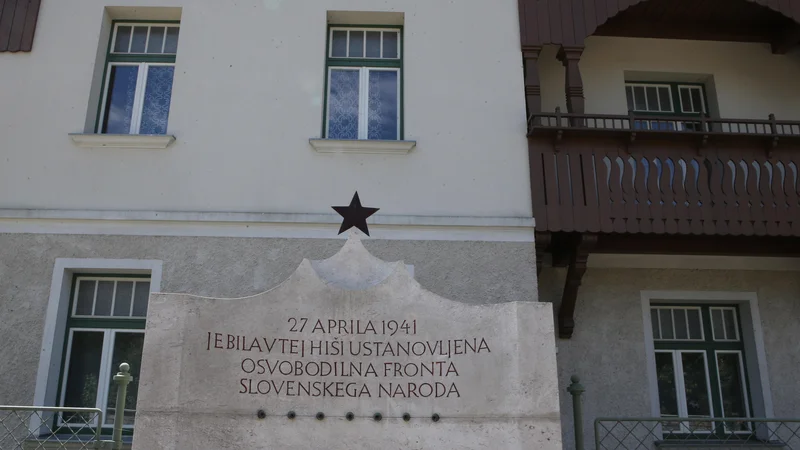 27 APRILA 1941
JE BILA V TEJ HIŠI USTANOVLJENA
OSVOBODILNA FRONTA
SLOVENSKEGA NARODA